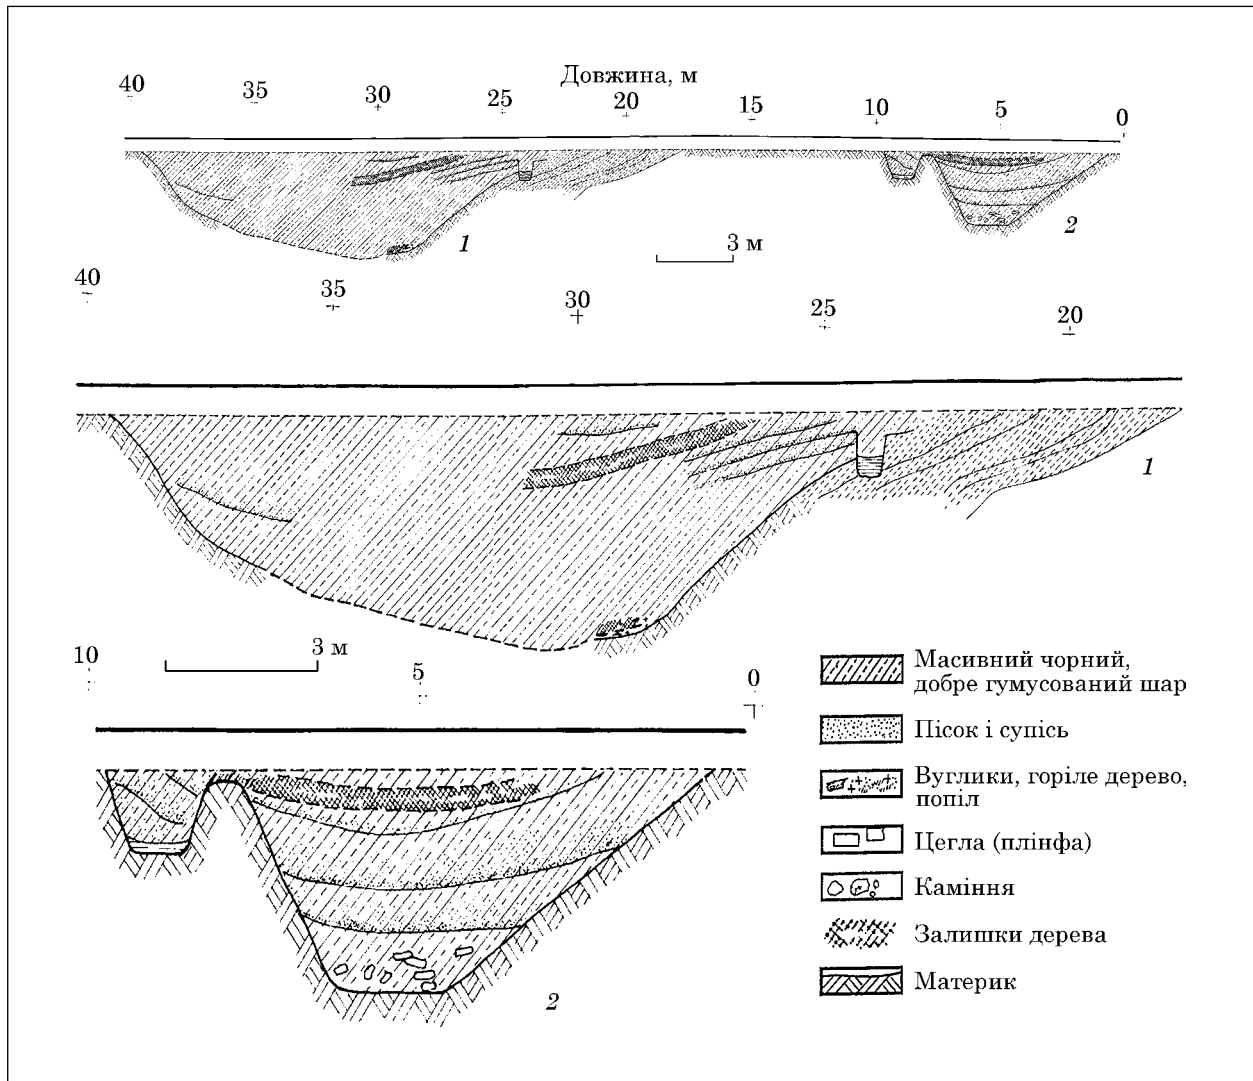 Довжина, м
40 35 30 25 20 15 10 5 0
1 2
3 м
40 35 30 25 20
1
10 3 м 5 0
2
Масивний чорний,
добре гумусований шар
Пісок і супісь
Вуглики, горіле дерево,
попіл
Цегла (плінфа)
Каміння
Залишки дерева
Материк